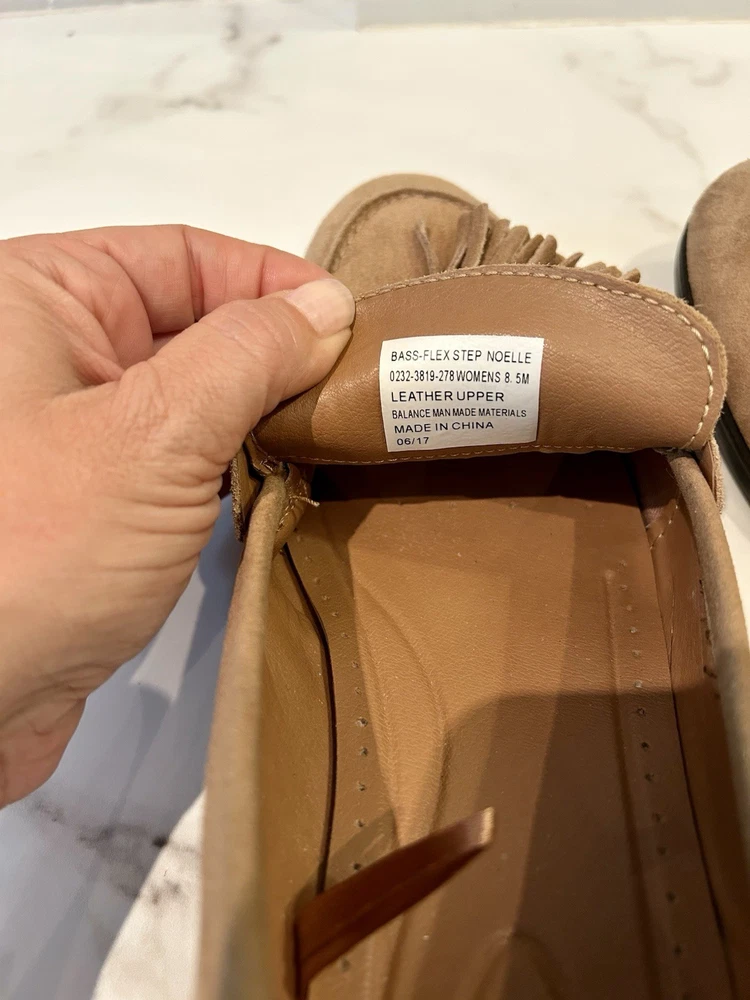 BASS-FLEX STEP NOELLE
0232-3819-278 WOMENS 8.5M
LEATHER UPPER
BALANCE MAN MADE MATERIALS
MADE IN CHINA
06/17